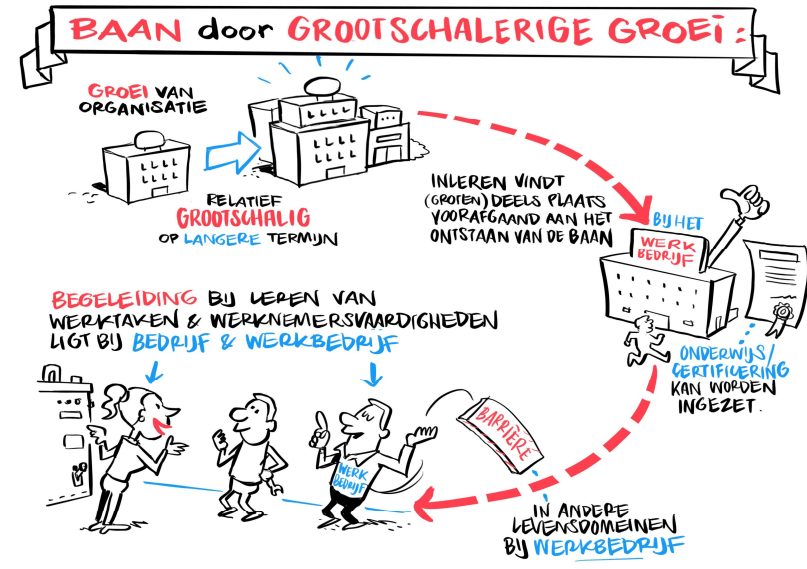 BAAN door GROOTSCHALERIGE GROEI:
GROEI VAN
ORGANISATIE
RELATIEF
GROOTSCHALIG
OP LANGERE TERMIJN
INLEREN VINDT
(GROTEN)DEELS PLAATS
VOORAFGAAND AAN HET
ONTSTAAN VAN DE BAAN
BIJ HET
WERK
BEDRIJF
ONDERWIJS/
CERTIFICERING
KAN WORDEN
INGEZET.
BEGELEIDING BIJ LEREN VAN
WERKTAKEN & WERKNEMERSVAARDIGHEDEN
LIGT BIJ BEDRIJF & WERKBEDRIJF
WERK
BEDRIJF
BARRIÈRE
IN ANDERE
LEVENSDOMEINEN
BIJ WERKBEDRIJF